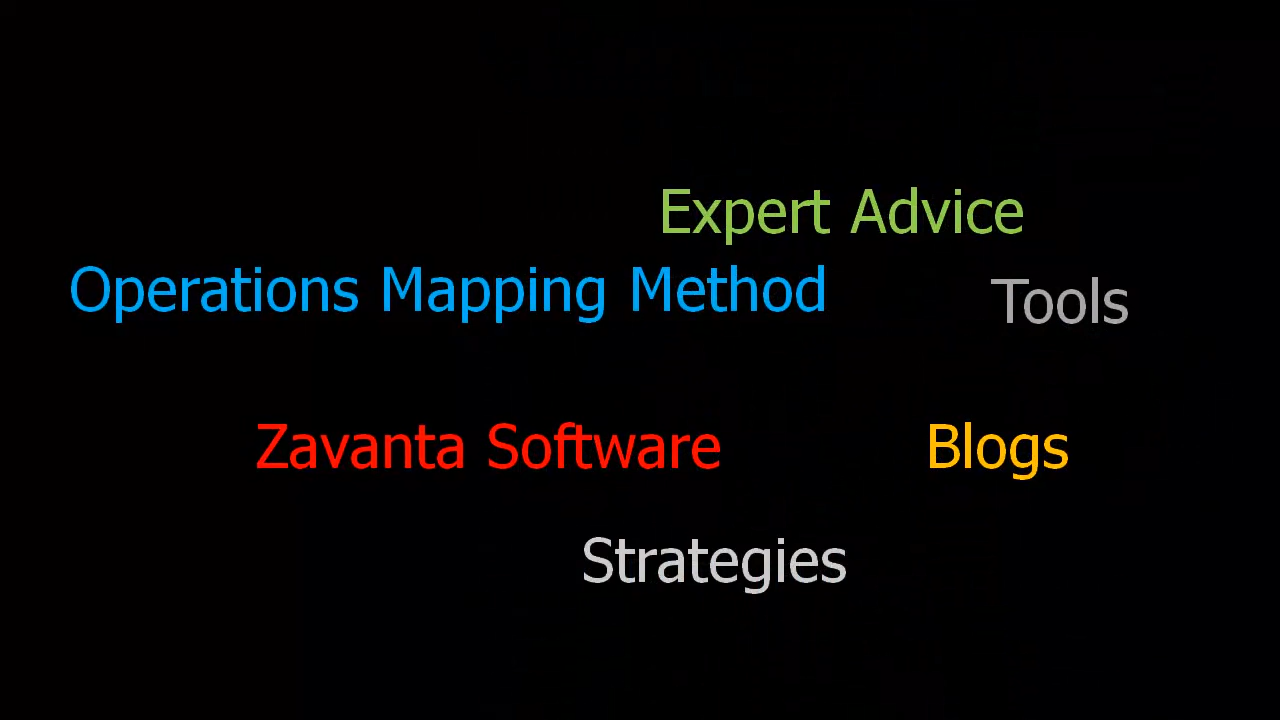 Expert Advice
Operations Mapping Method
Tools
Zavanta Software
Blogs
Strategies